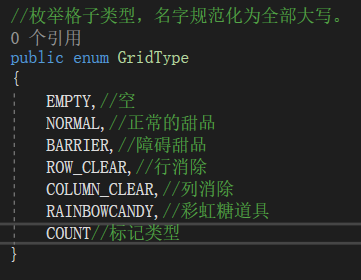 //枚举格子类型，名字规范化为全部大写。
0 个引用
public enum GridType
{
EMPTY,//空
NORMAL,//正常的甜品
BARRIER,//障碍甜品
ROW_CLEAR,//行消除
COLUMN_CLEAR,//列消除
RAINBOWCANDY,//彩虹糖道具
COUNT//标记类型
}